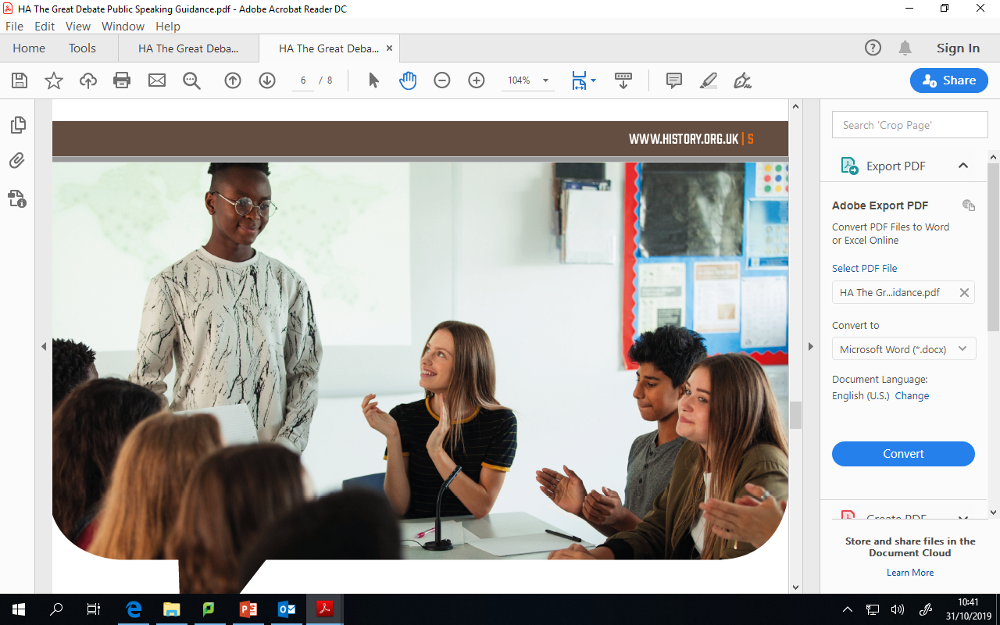 HA The Great Debate Public Speaking Guidance.pdf - Adobe Acrobat Reader DC
File Edit View Window Help
Home Tools HA The Great Deba... HA The Great Deba... Sign In
6 / 8 104% Share
WWW.HISTORY.ORG.UK | 5
Search 'Crop Page'
Export PDF
Adobe Export PDF
Convert PDF Files to Word
or Excel Online
Select PDF File
HA The Gr...idance.pdf
Convert to
Microsoft Word (*.docx)
Document Language:
English (U.S.) Change
Convert
Create PDF
Store and share files in the
Document Cloud
Learn More
10:41
31/10/2019